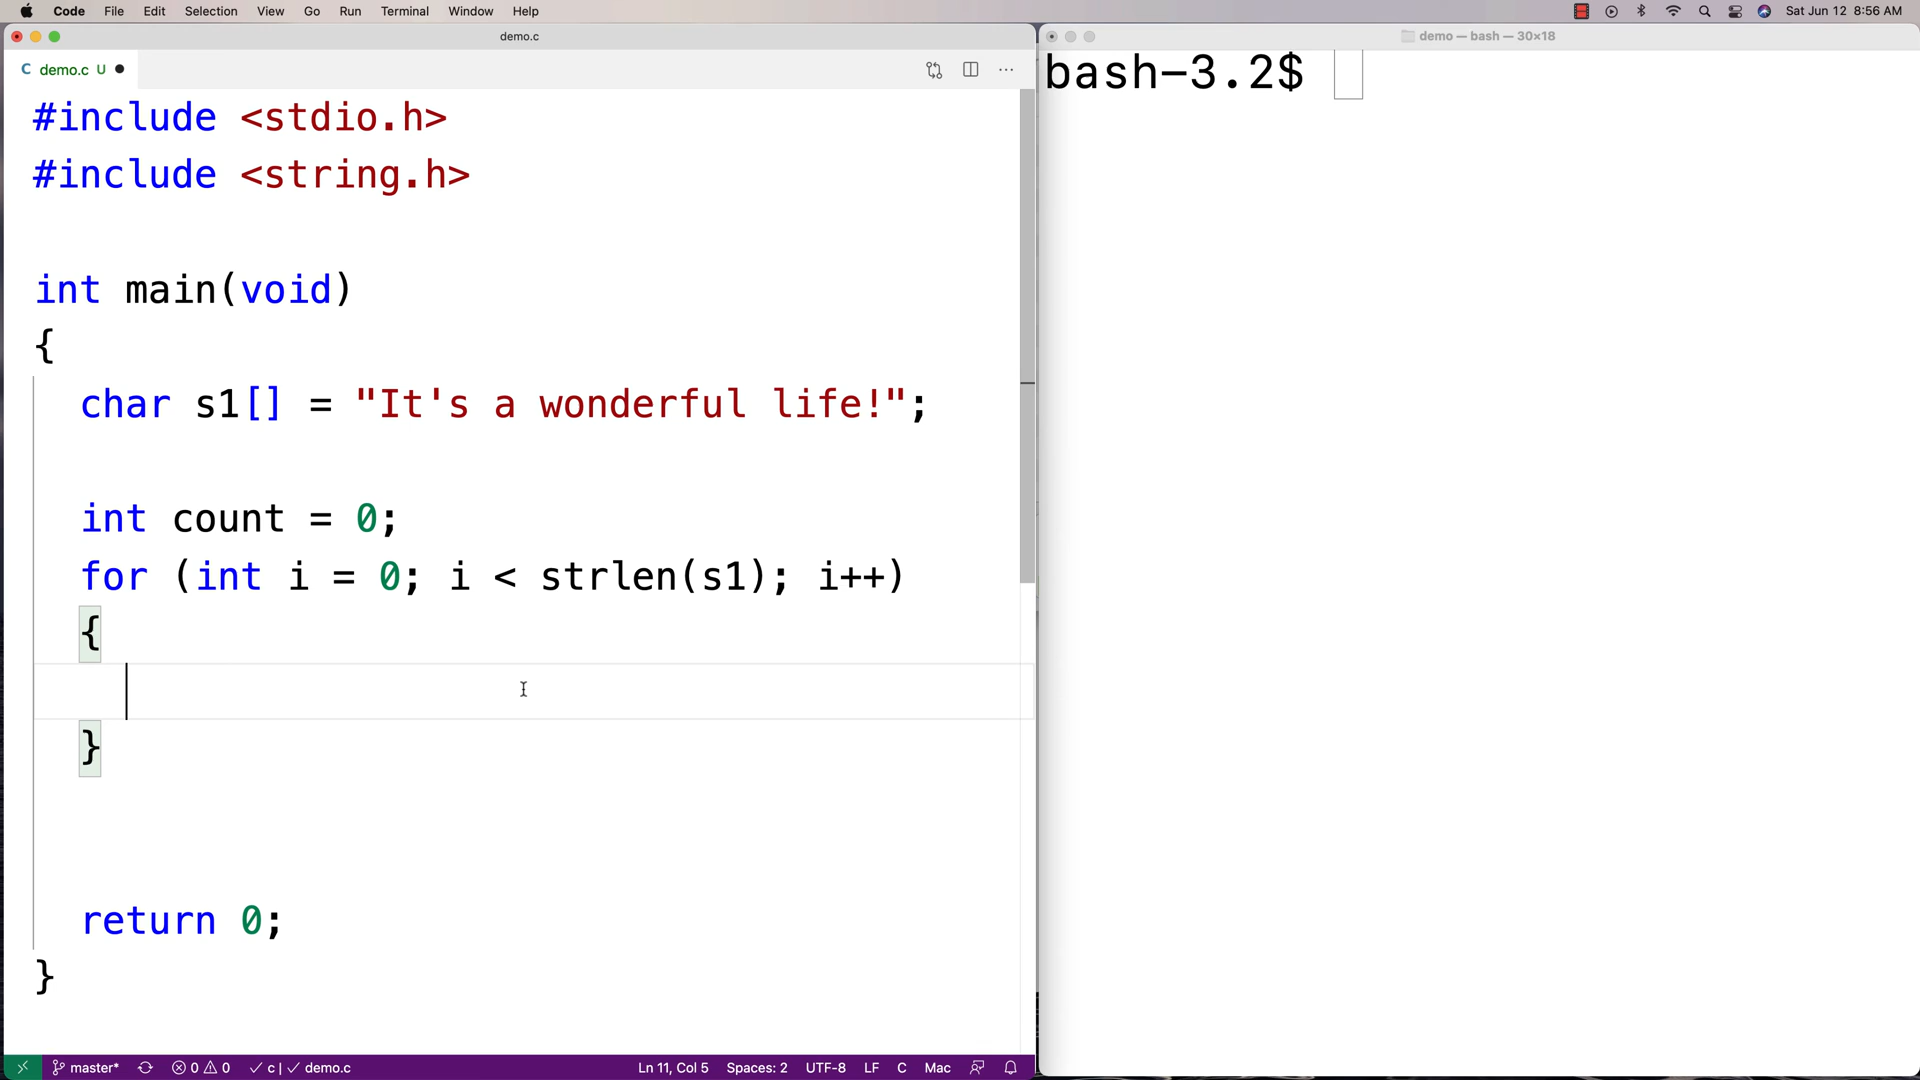 Code File Edit Selection View Go Run Terminal Window Help Sat Jun 12 8:56 AM
demo.c
demo — bash — 30×18
C demo.c U
bash-3.2$
#include <stdio.h>
#include <string.h>
int main(void)
{
char s1[] = "It's a wonderful life!";
int count = 0;
for (int i = 0; i < strlen(s1); i++)
{
}
return 0;
}
master* 0 0 c | demo.c Ln 11, Col 5 Spaces: 2 UTF-8 LF C Mac